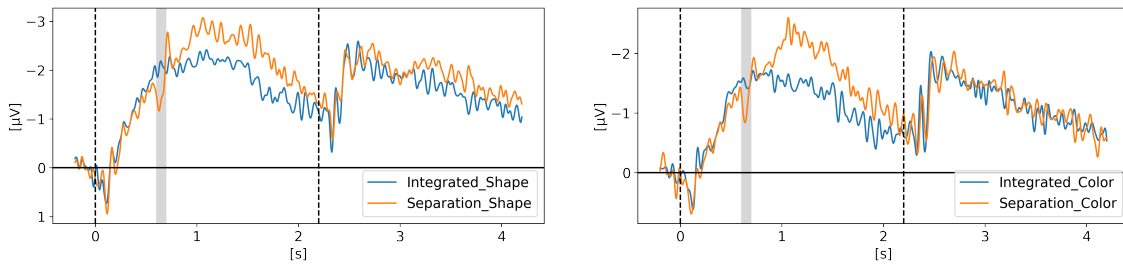 −3
−2
−1
0
1
[µV]
0
1
2
3
4
[s]
Integrated_Shape
Separation_Shape
−2
−1
0
[µV]
0
1
2
3
4
[s]
Integrated_Color
Separation_Color